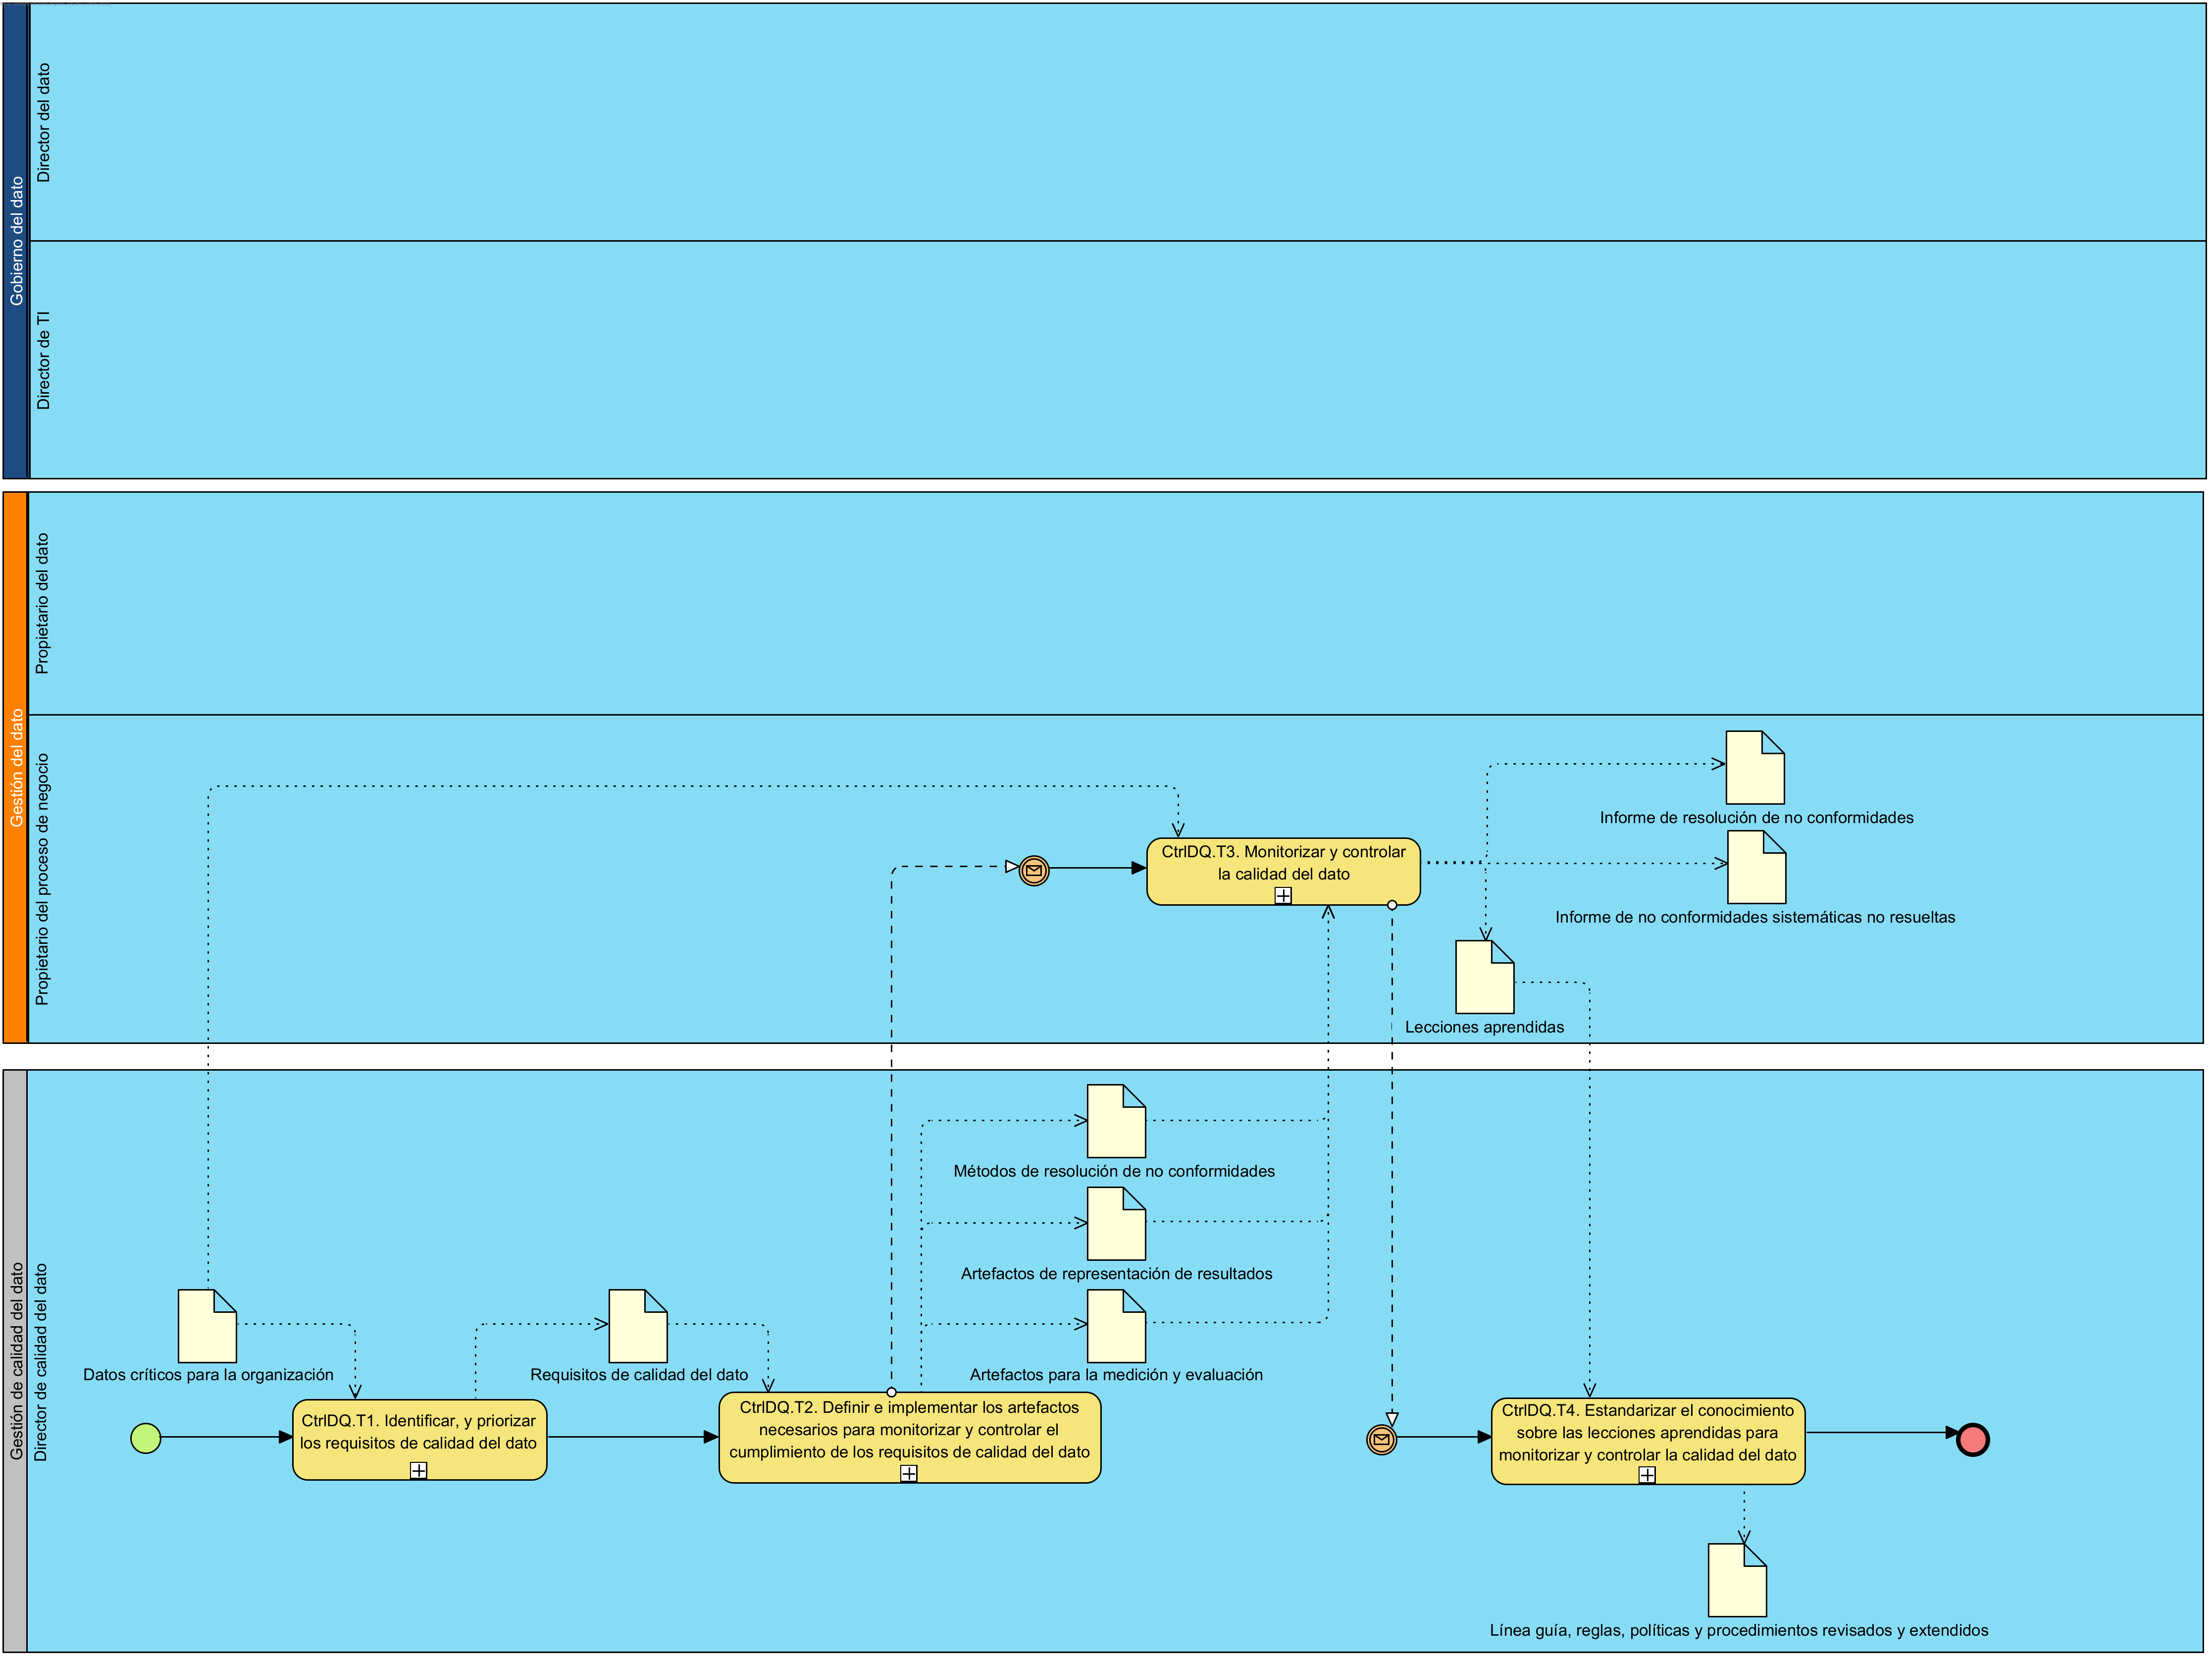 Gobierno del dato
Director del dato
Director de TI
Gestión del dato
Propietario del dato
Propietario del proceso de negocio
Informe de resolución de no conformidades
CtrlDQ.T3. Monitorizar y controlar
la calidad del dato
Informe de no conformidades sistemáticas no resueltas
Lecciones aprendidas
Gestión de calidad del dato
Director de calidad del dato
Métodos de resolución de no conformidades
Artefactos de representación de resultados
Datos críticos para la organización
Requisitos de calidad del dato
Artefactos para la medición y evaluación
CtrlDQ.T1. Identificar, y priorizar
los requisitos de calidad del dato
CtrlDQ.T2. Definir e implementar los artefactos
necesarios para monitorizar y controlar el
cumplimiento de los requisitos de calidad del dato
CtrlDQ.T4. Estandarizar el conocimiento
sobre las lecciones aprendidas para
monitorizar y controlar la calidad del dato
Línea guía, reglas, políticas y procedimientos revisados y extendidos